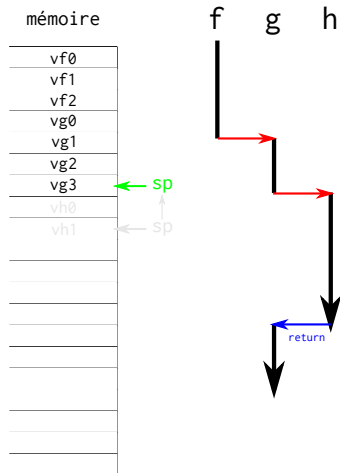 mémoire
vf0
vf1
vf2
vg0
vg1
vg2
vg3
vh0
vh1
sp
sp
f g h
return